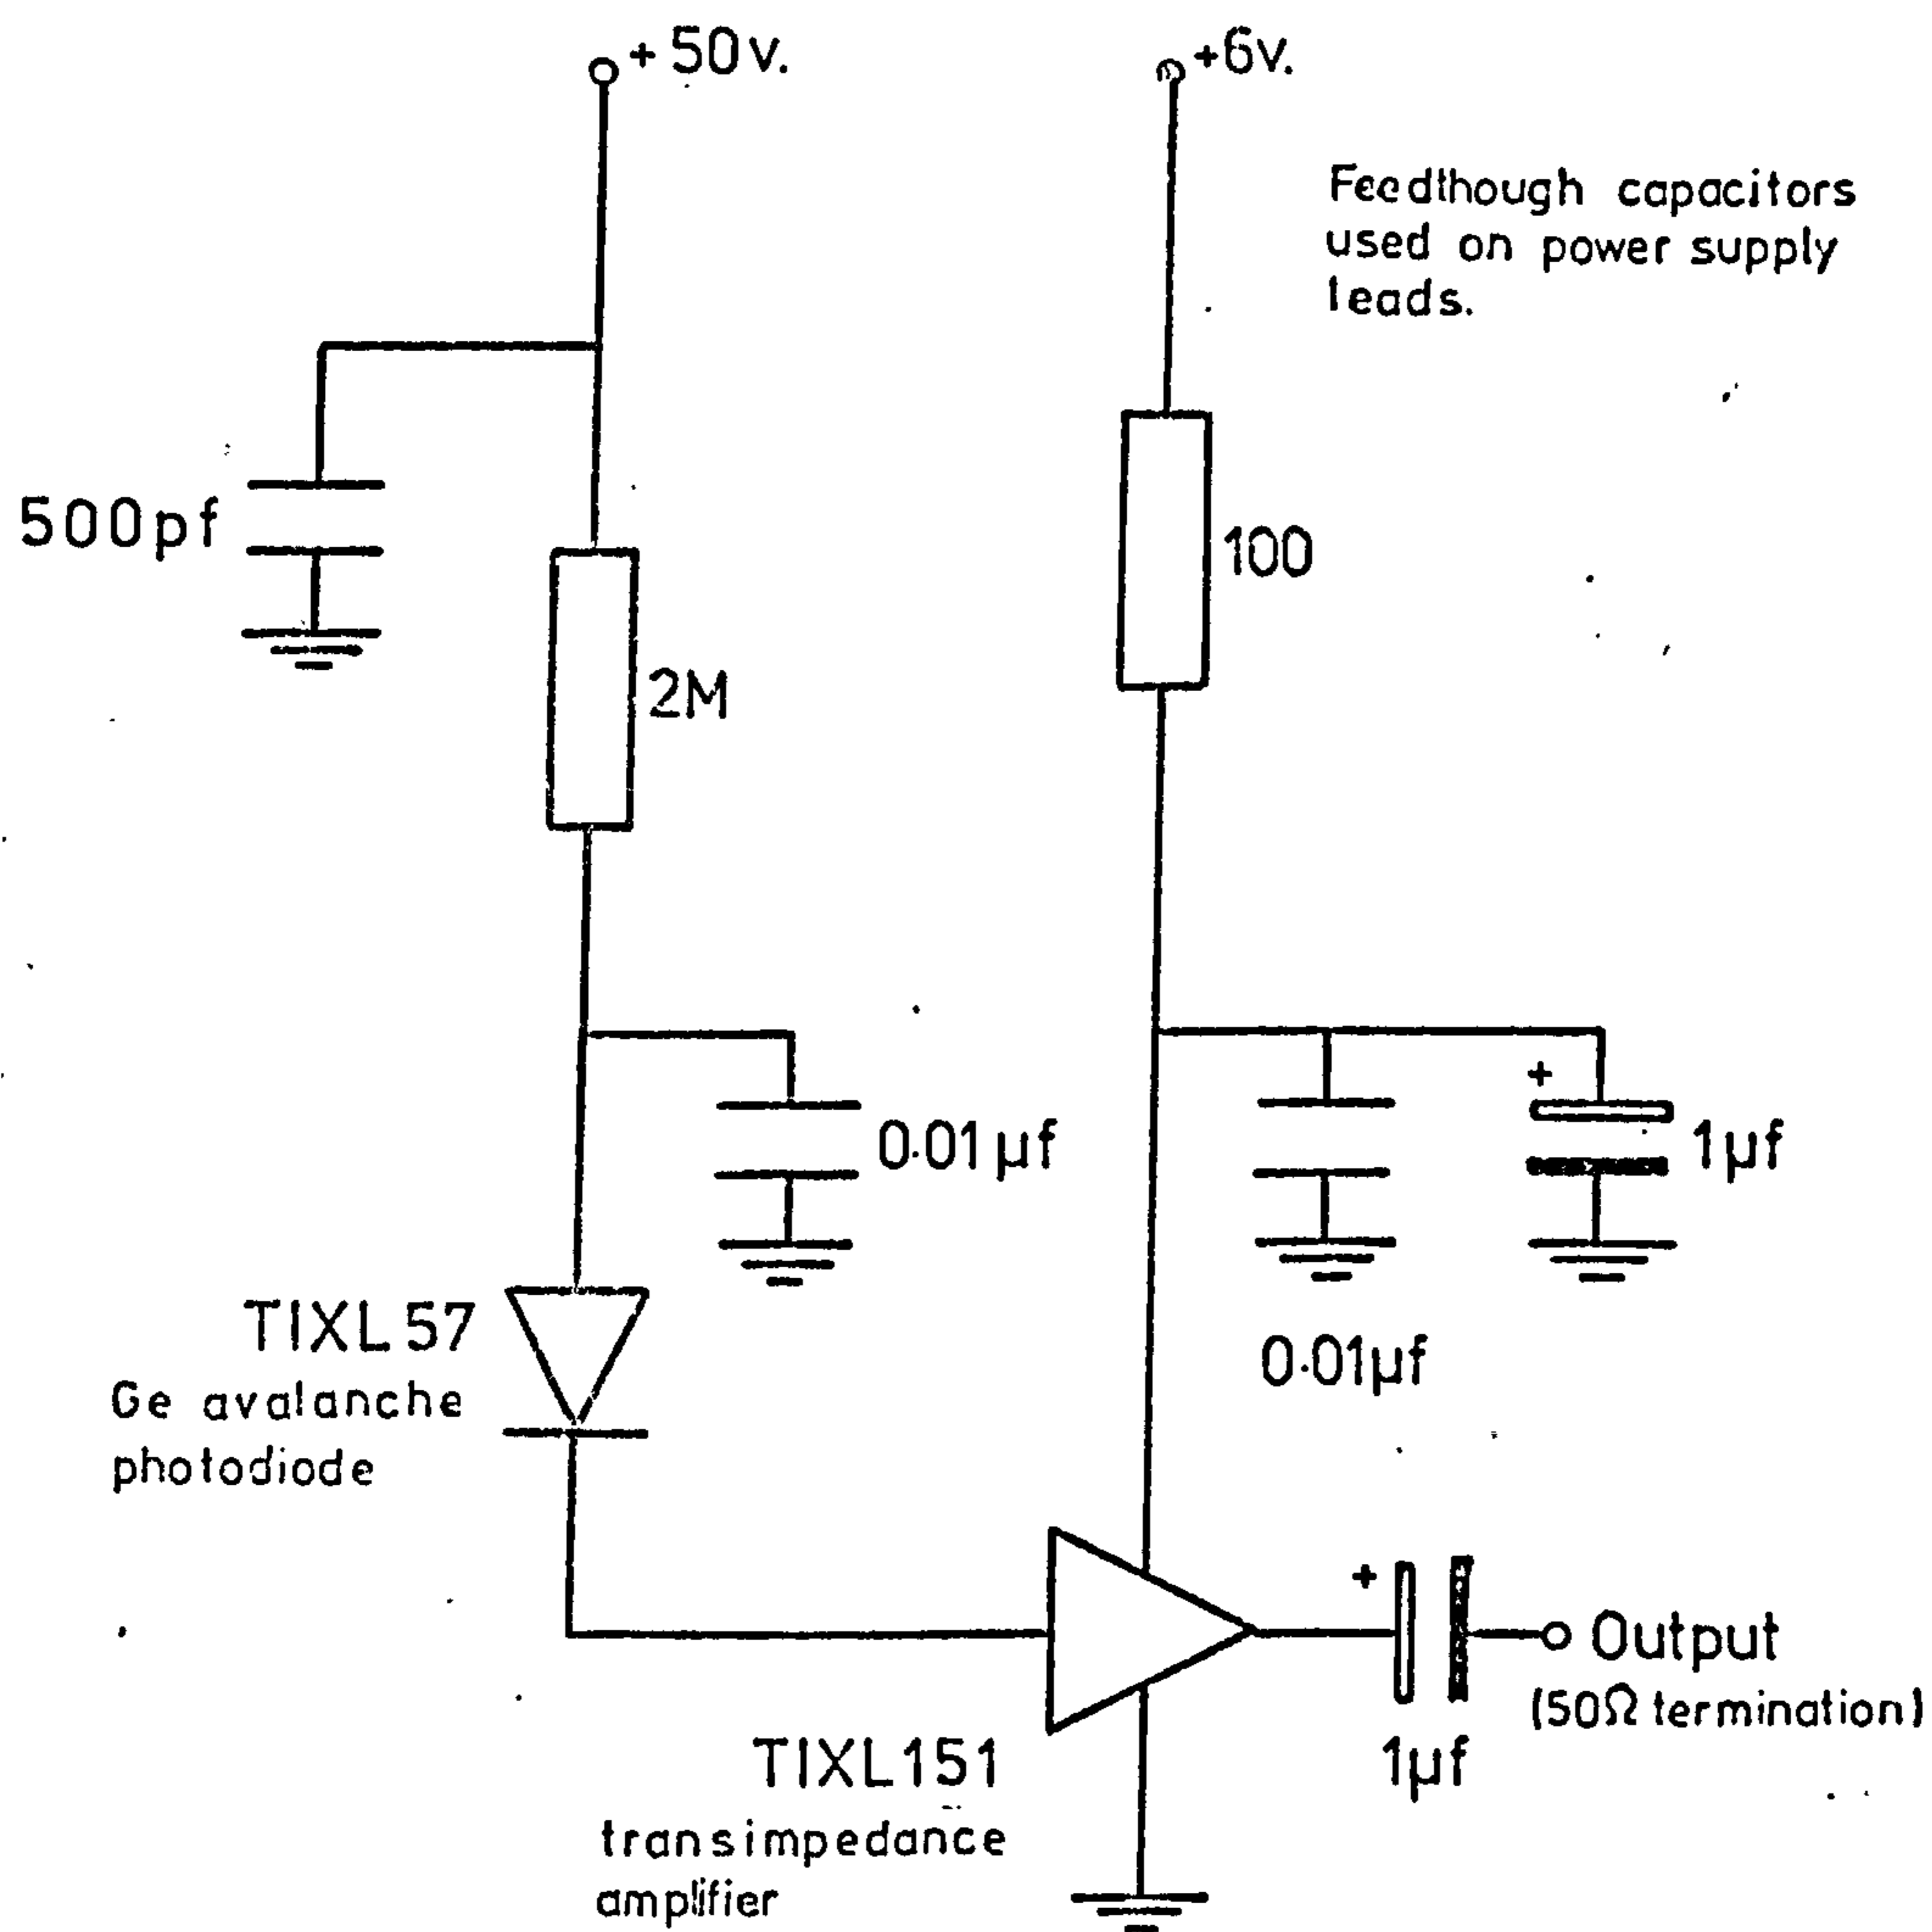 + 50v.
+6v.
Feedthough capacitors
used on power supply
leads.
500pf
2M
100
0.01µf
+
1µf
0.01µf
TIXL57
Ge avalanche
photodiode
+
Output
(50Ω termination)
1µf
TIXL151
transimpedance
amplifier